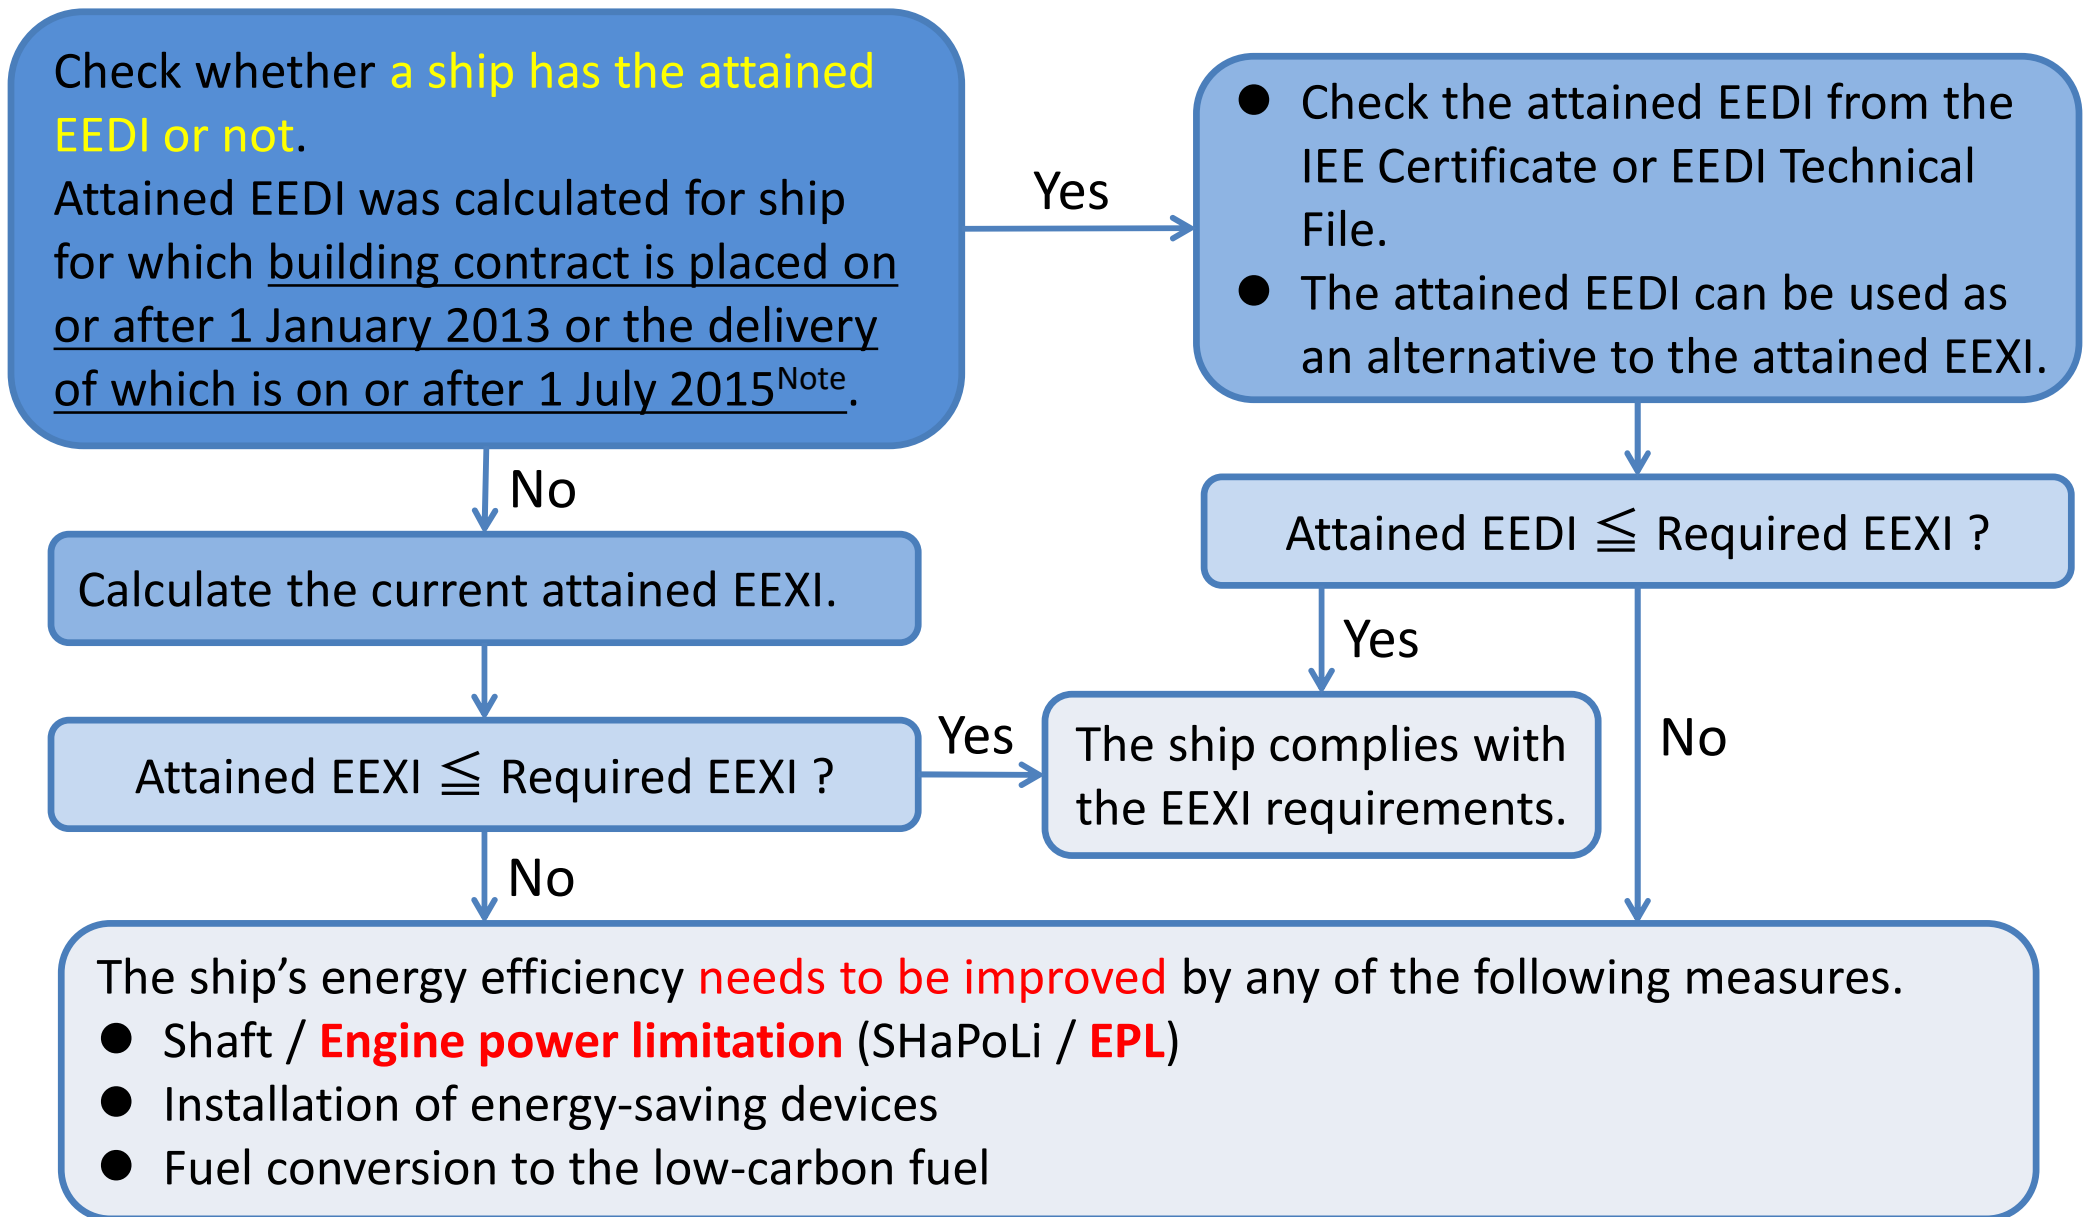 Check whether a ship has the attained
EEDI or not.
Attained EEDI was calculated for ship
for which building contract is placed on
or after 1 January 2013 or the delivery
of which is on or after 1 July 2015Note.
Yes
● Check the attained EEDI from the
IEE Certificate or EEDI Technical
File.
● The attained EEDI can be used as
an alternative to the attained EEXI.
No
Calculate the current attained EEXI.
Attained EEDI ≦ Required EEXI ?
Yes
No
Attained EEXI ≦ Required EEXI ?
Yes
The ship complies with
the EEXI requirements.
No
The ship’s energy efficiency needs to be improved by any of the following measures.
● Shaft / Engine power limitation (SHaPoLi / EPL)
● Installation of energy-saving devices
● Fuel conversion to the low-carbon fuel